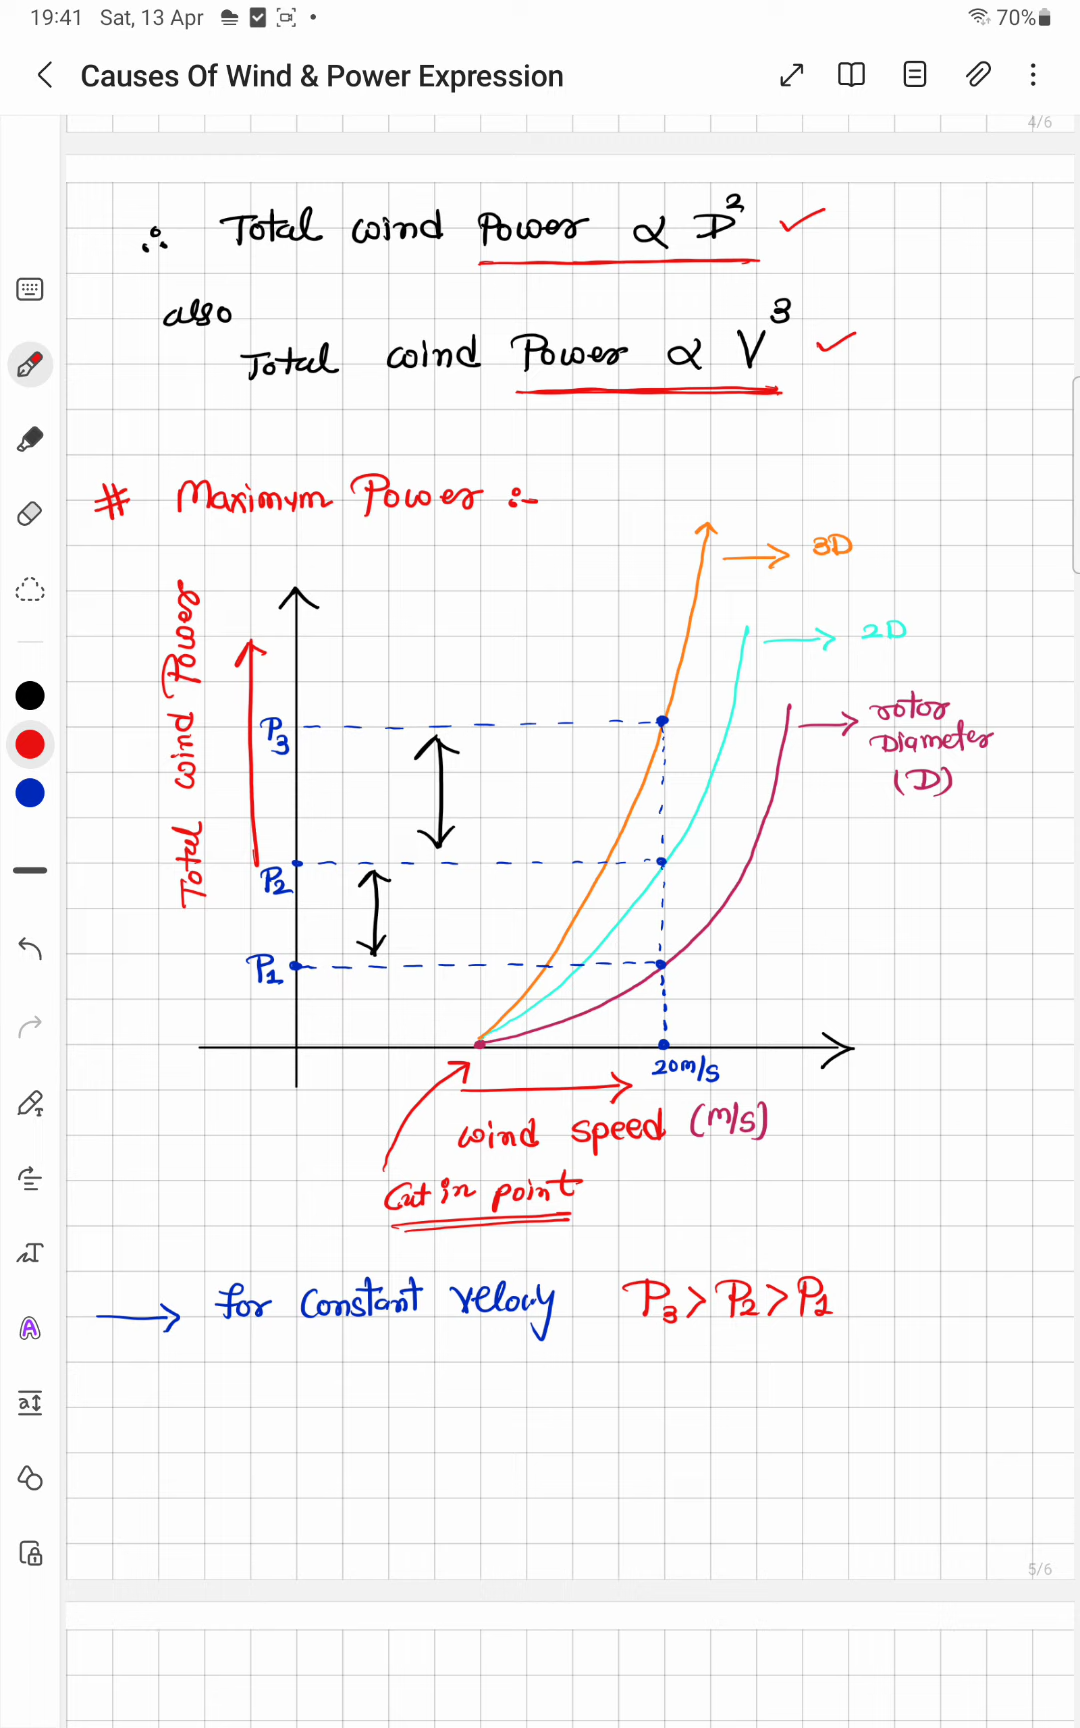 19:41 Sat, 13 Apr
70%
Causes Of Wind & Power Expression
4/6
∴ Total wind Power ∝ D²
also
Total wind Power ∝ V³
# Maximym Power :-
3D
2D
rotor
Diameter
(D)
Total wind Power
P3
P2
P1
20m/s
wind speed (m/s)
Cut in point
→ for constant velocity P3 > P2 > P1
5/6